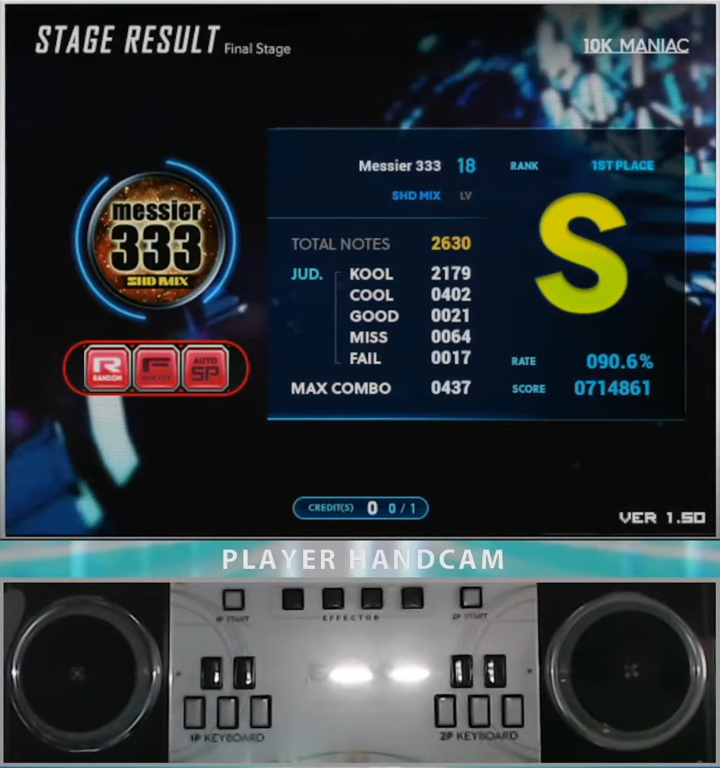 STAGE RESULT Final Stage
10K MANIAC
Messier 333 18 RANK 1ST PLACE
SHD MIX LV
S
messier
333
SHD MIX
TOTAL NOTES 2630
JUD. KOOL 2179
COOL 0402
GOOD 0021
MISS 0064
FAIL 0017
RATE 090.6%
MAX COMBO 0437
SCORE 0714861
R
RANDOM
F
AUTO
SP
CREDIT(S) 0 0 / 1
VER 1.50
PLAYER HANDCAM
1P START
EFFECTOR
2P START
1P KEYBOARD
2P KEYBOARD